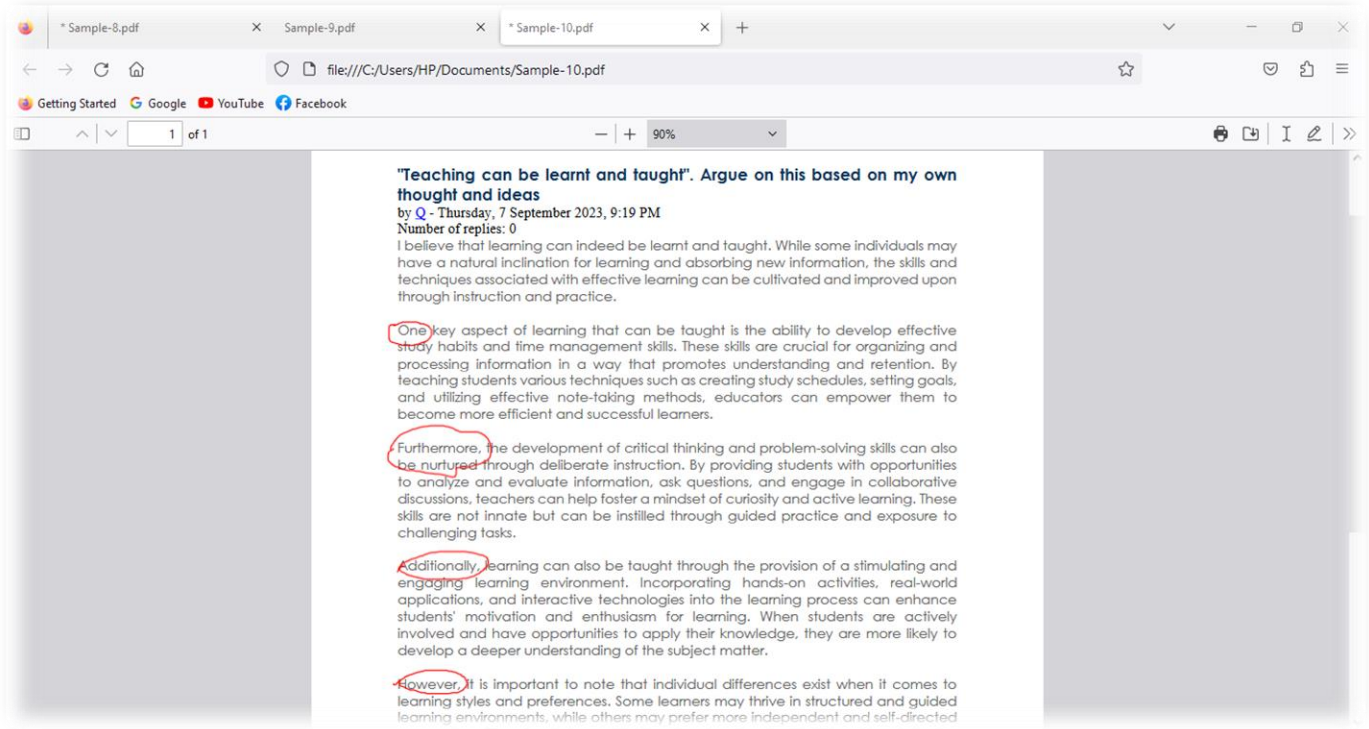 * Sample-8.pdf
Sample-9.pdf
* Sample-10.pdf
file:///C:/Users/HP/Documents/Sample-10.pdf
Getting Started Google YouTube Facebook
1 of 1
90%
"Teaching can be learnt and taught". Argue on this based on my own
thought and ideas
by Q - Thursday, 7 September 2023, 9:19 PM
Number of replies: 0
I believe that learning can indeed be learnt and taught. While some individuals may
have a natural inclination for learning and absorbing new information, the skills and
techniques associated with effective learning can be cultivated and improved upon
through instruction and practice.
One key aspect of learning that can be taught is the ability to develop effective
study habits and time management skills. These skills are crucial for organizing and
processing information in a way that promotes understanding and retention. By
teaching students various techniques such as creating study schedules, setting goals,
and utilizing effective note-taking methods, educators can empower them to
become more efficient and successful learners.
Furthermore, the development of critical thinking and problem-solving skills can also
be nurtured through deliberate instruction. By providing students with opportunities
to analyze and evaluate information, ask questions, and engage in collaborative
discussions, teachers can help foster a mindset of curiosity and active learning. These
skills are not innate but can be instilled through guided practice and exposure to
challenging tasks.
Additionally, learning can also be taught through the provision of a stimulating and
engaging learning environment. Incorporating hands-on activities, real-world
applications, and interactive technologies into the learning process can enhance
students' motivation and enthusiasm for learning. When students are actively
involved and have opportunities to apply their knowledge, they are more likely to
develop a deeper understanding of the subject matter.
However, it is important to note that individual differences exist when it comes to
learning styles and preferences. Some learners may thrive in structured and guided
learning environments, while others may prefer more independent and self-directed